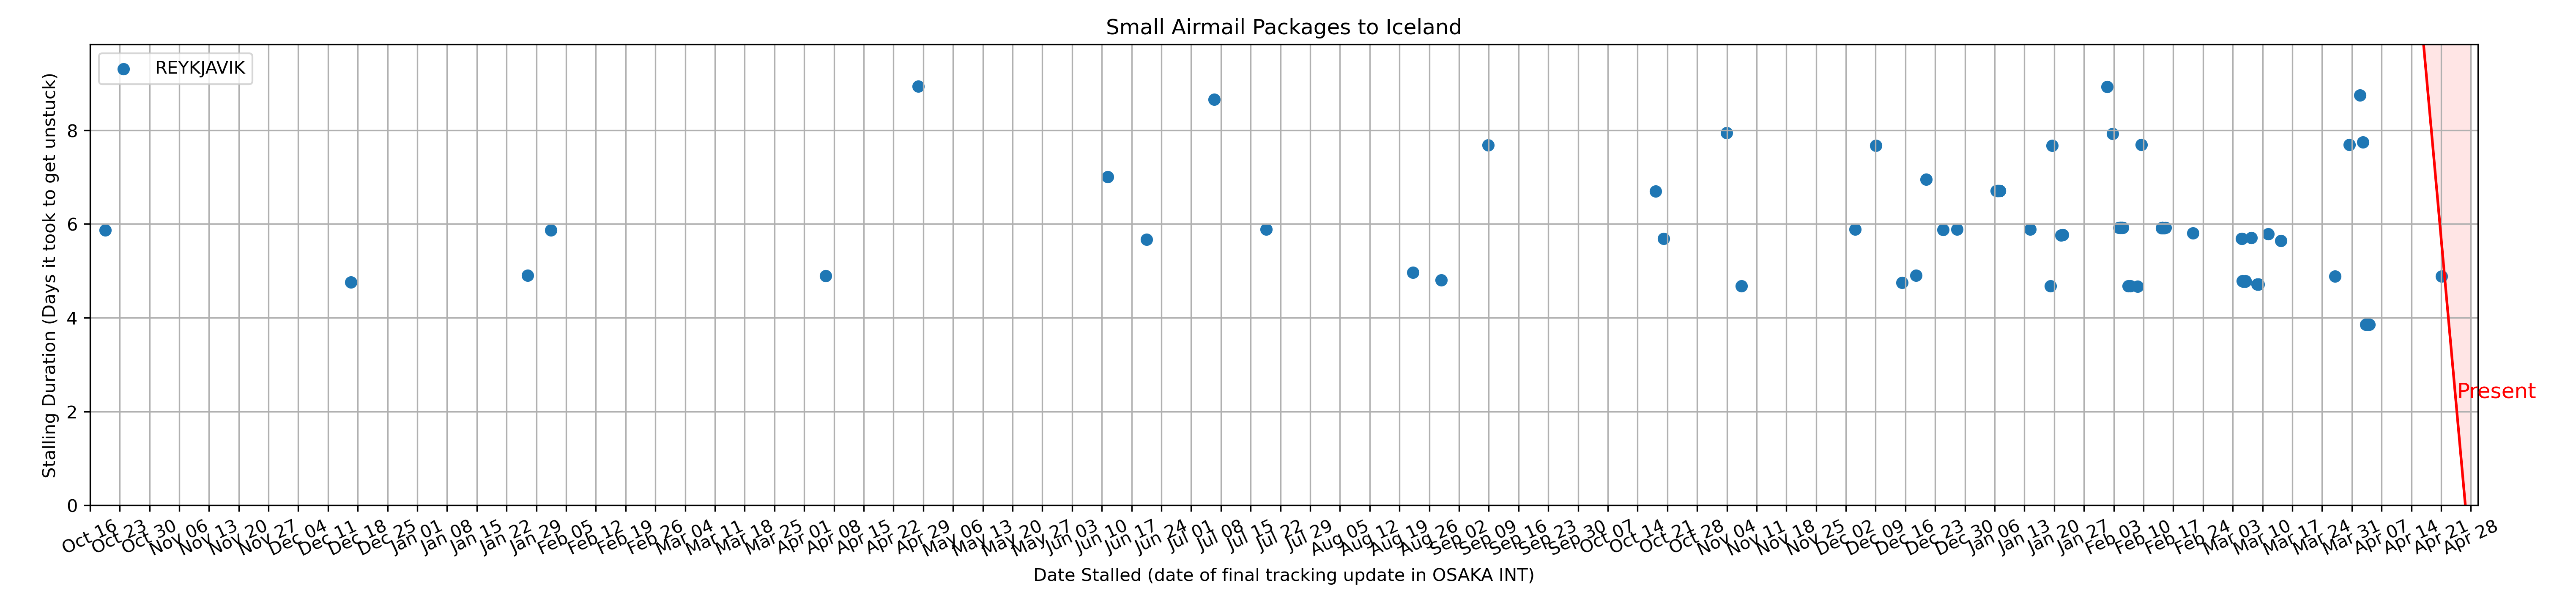 Small Airmail Packages to Iceland
REYKJAVIK
Stalling Duration (Days it took to get unstuck)
8
6
4
2
0
Present
Oct 16
Oct 23
Oct 30
Nov 06
Nov 13
Nov 20
Nov 27
Dec 04
Dec 11
Dec 18
Dec 25
Jan 01
Jan 08
Jan 15
Jan 22
Jan 29
Feb 05
Feb 12
Feb 19
Feb 26
Mar 04
Mar 11
Mar 18
Mar 25
Apr 01
Apr 08
Apr 15
Apr 22
Apr 29
May 06
May 13
May 20
May 27
Jun 03
Jun 10
Jun 17
Jun 24
Jul 01
Jul 08
Jul 15
Jul 22
Jul 29
Aug 05
Aug 12
Aug 19
Aug 26
Sep 02
Sep 09
Sep 16
Sep 23
Sep 30
Oct 07
Oct 14
Oct 21
Oct 28
Nov 04
Nov 11
Nov 18
Nov 25
Dec 02
Dec 09
Dec 16
Dec 23
Dec 30
Jan 06
Jan 13
Jan 20
Jan 27
Feb 03
Feb 10
Feb 17
Feb 24
Mar 03
Mar 10
Mar 17
Mar 24
Mar 31
Apr 07
Apr 14
Apr 21
Apr 28
Date Stalled (date of final tracking update in OSAKA INT)